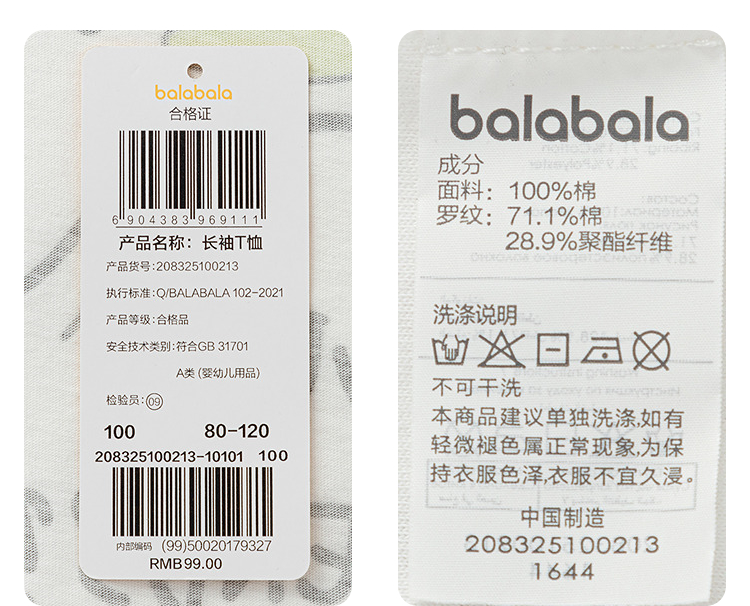 balabala
合格证
6 904383 969111
产品名称：长袖T恤
产品货号:208325100213
执行标准:Q/BALABALA 102-2021
产品等级:合格品
安全技术类别:符合GB 31701
A类 (婴幼儿用品)
检验员:09
100 80-120
208325100213-10101 100
内部编码 (99)50020179327
RMB99.00
balabala
成分
面料：100%棉
罗纹：71.1%棉
28.9%聚酯纤维
洗涤说明
不可干洗
本商品建议单独洗涤,如有
轻微褪色属正常现象,为保
持衣服色泽,衣服不宜久浸。
中国制造
208325100213
1644